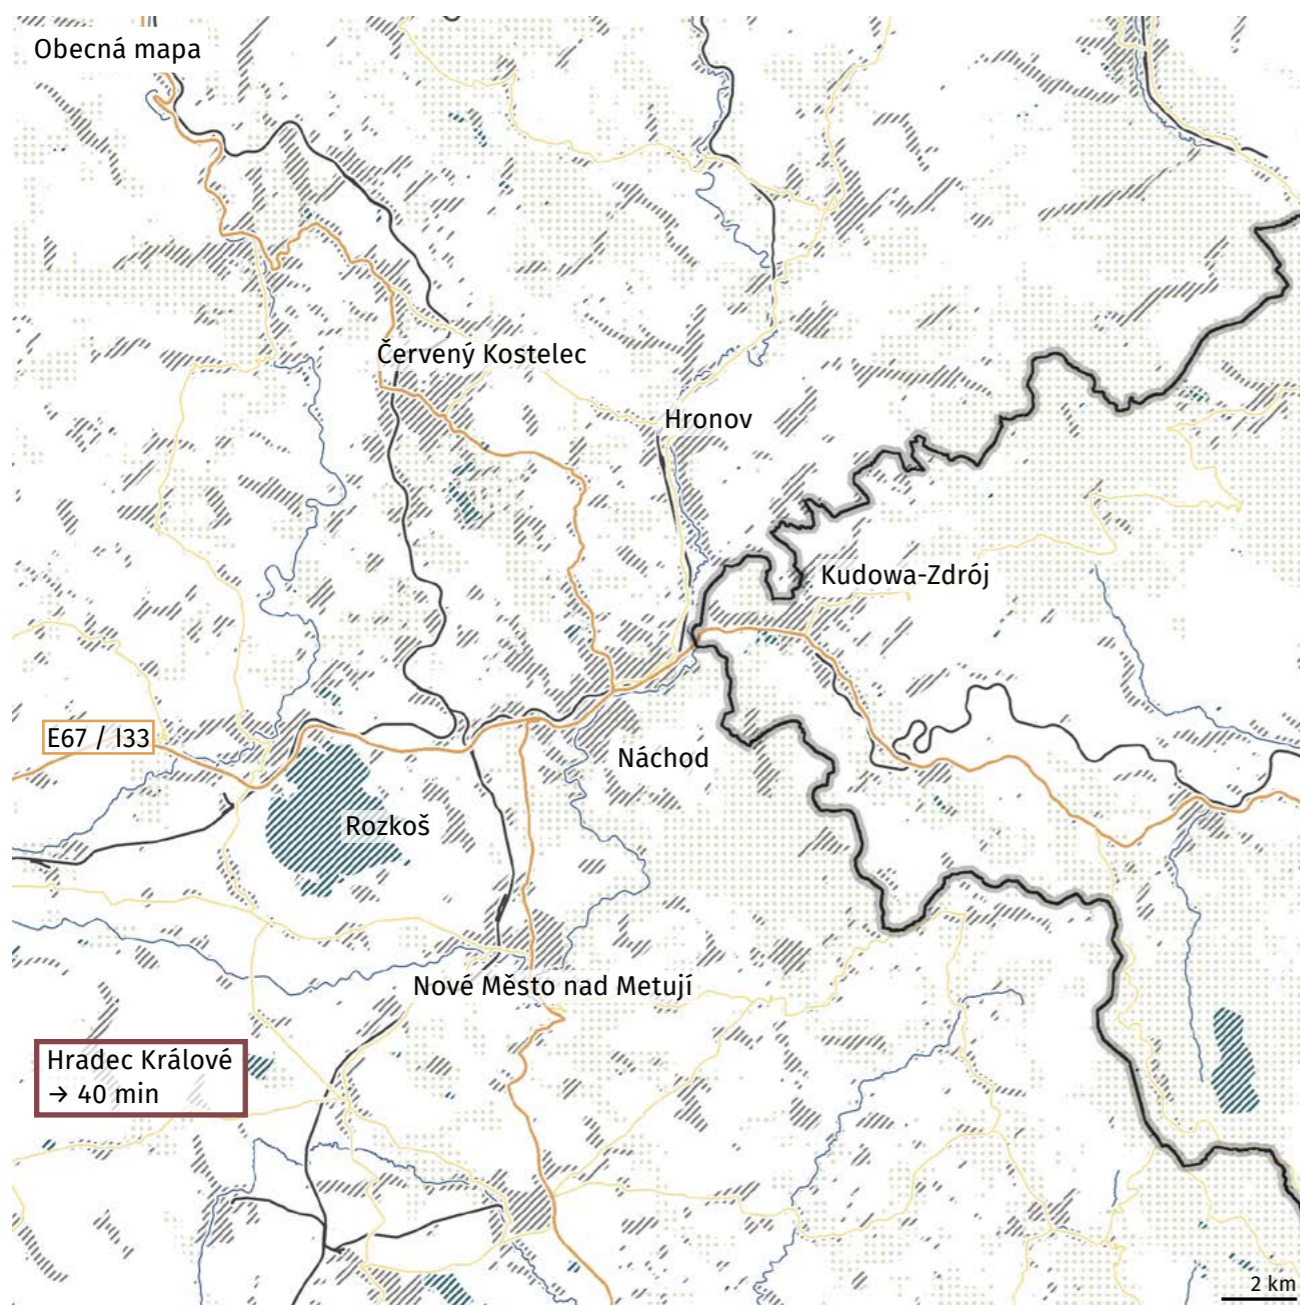 Obecná mapa
Červený Kostelec
Hronov
Kudowa-Zdrój
E67 / I33
Náchod
Rozkoš
Nové Město nad Metují
Hradec Králové
→ 40 min
2 km